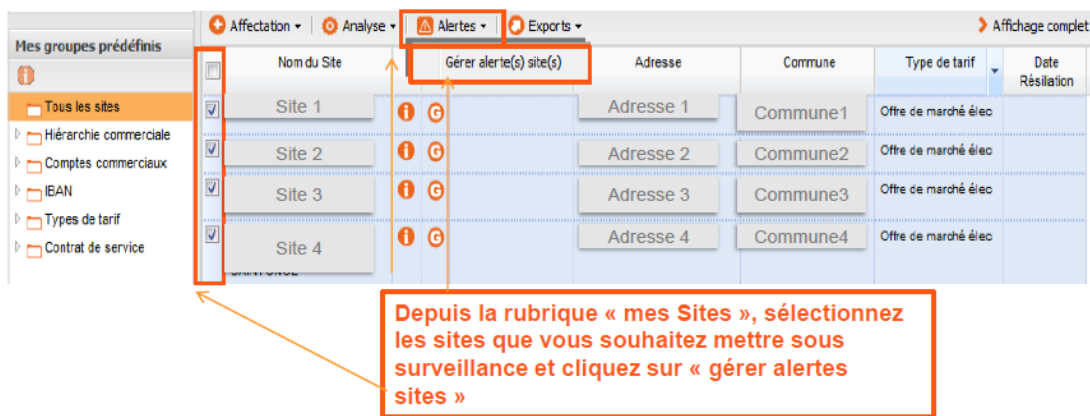 Affectation Analyse Alertes Exports Affichage complet
Mes groupes prédéfinis
Nom du Site Gérer alerte(s) site(s) Adresse Commune Type de tarif Date Résiliation
Tous les sites
Hiérarchie commerciale
Comptes commerciaux
IBAN
Types de tarif
Contrat de service
Site 1 i G Adresse 1 Commune1 Offre de marché élec
Site 2 i G Adresse 2 Commune2 Offre de marché élec
Site 3 i G Adresse 3 Commune3 Offre de marché élec
Site 4 i G Adresse 4 Commune4 Offre de marché élec
Depuis la rubrique « mes Sites », sélectionnez
les sites que vous souhaitez mettre sous
surveillance et cliquez sur « gérer alertes
sites »